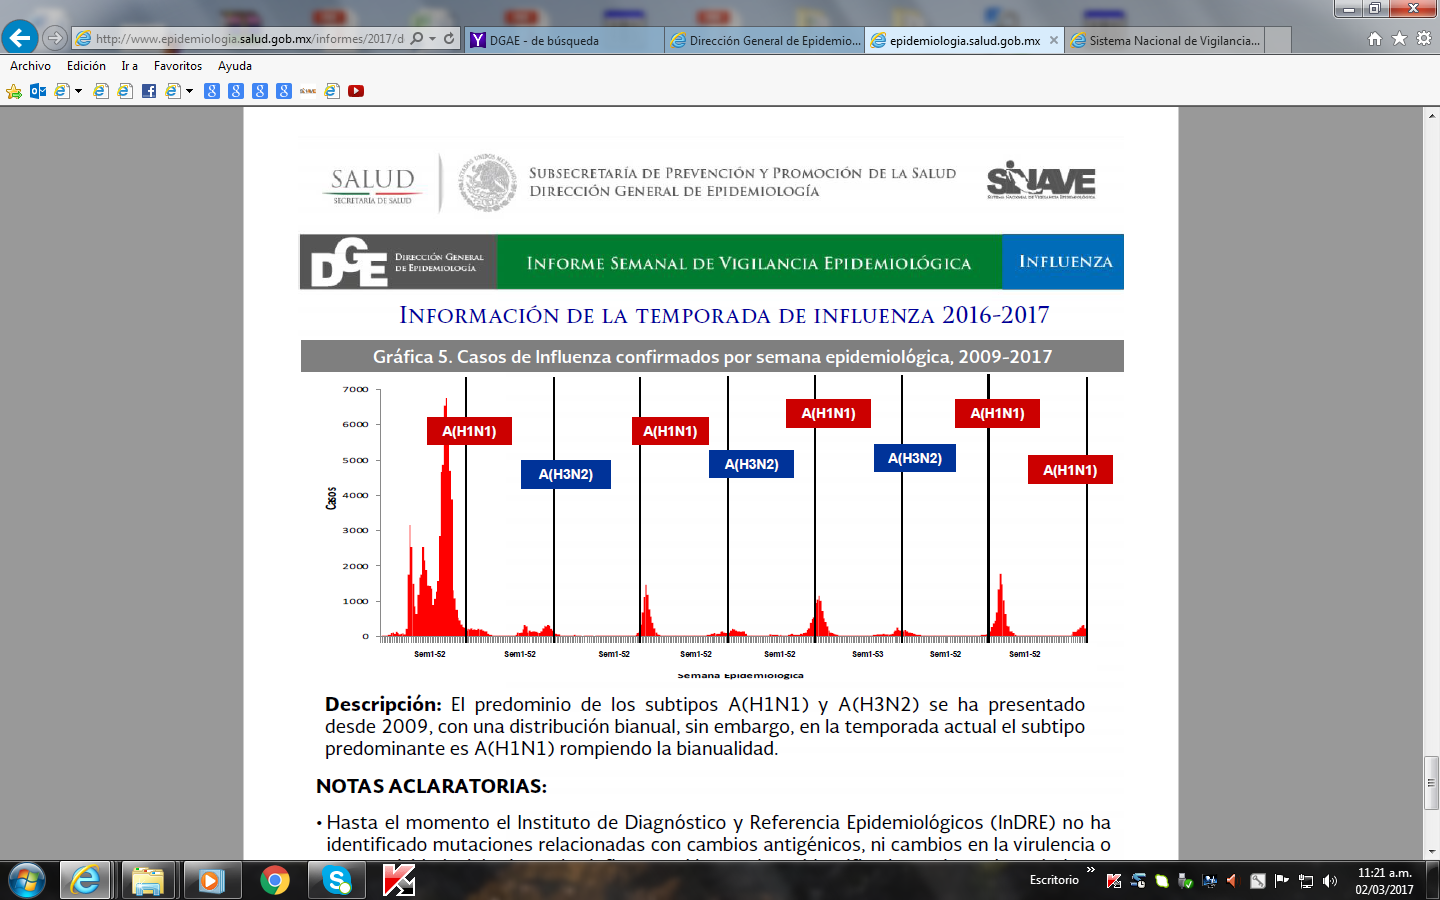 http://www.epidemiologia.salud.gob.mx/informes/2017/d
DGAE - de búsqueda
Dirección General de Epidemio...
epidemiologia.salud.gob.mx
Sistema Nacional de Vigilancia...
Archivo Edición Ir a Favoritos Ayuda
SALUD
SECRETARÍA DE SALUD
SUBSECRETARÍA DE PREVENCIÓN Y PROMOCIÓN DE LA SALUD
DIRECCIÓN GENERAL DE EPIDEMIOLOGÍA
SINAVE
SISTEMA NACIONAL DE VIGILANCIA EPIDEMIOLÓGICA
DGE
DIRECCIÓN GENERAL
DE EPIDEMIOLOGÍA
INFORME SEMANAL DE VIGILANCIA EPIDEMIOLÓGICA
INFLUENZA
INFORMACIÓN DE LA TEMPORADA DE INFLUENZA 2016-2017
Gráfica 5. Casos de Influenza confirmados por semana epidemiológica, 2009-2017
7000
6000
5000
4000
3000
2000
1000
0
Casos
A(H1N1)
A(H3N2)
A(H1N1)
A(H3N2)
A(H1N1)
A(H3N2)
A(H1N1)
A(H1N1)
Sem1-52 Sem1-52 Sem1-52 Sem1-52 Sem1-52 Sem1-53 Sem1-52 Sem1-52
Semana Epidemiologica
Descripción: El predominio de los subtipos A(H1N1) y A(H3N2) se ha presentado
desde 2009, con una distribución bianual, sin embargo, en la temporada actual el subtipo
predominante es A(H1N1) rompiendo la bianualidad.
NOTAS ACLARATORIAS:
• Hasta el momento el Instituto de Diagnóstico y Referencia Epidemiológicos (InDRE) no ha
identificado mutaciones relacionadas con cambios antigénicos, ni cambios en la virulencia o
Escritorio
11:21 a.m.
02/03/2017